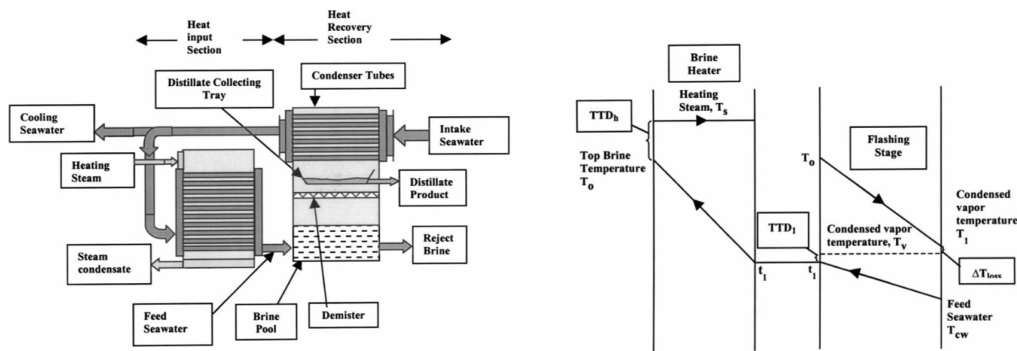 Heat
input
Section
Heat
Recovery
Section
Distillate Collecting
Tray
Condenser Tubes
Cooling
Seawater
Intake
Seawater
Heating
Steam
Distillate
Product
Reject
Brine
Steam
condensate
Feed
Seawater
Brine
Pool
Demister
Brine
Heater
Heating
Steam, Ts
TTDh
Top Brine
Temperature
To
Flashing
Stage
To
Condensed
vapor
temperature
T1
TTD1
Condensed vapor
temperature, Tv
t1
t1
ΔTloss
Feed
Seawater
Tcw